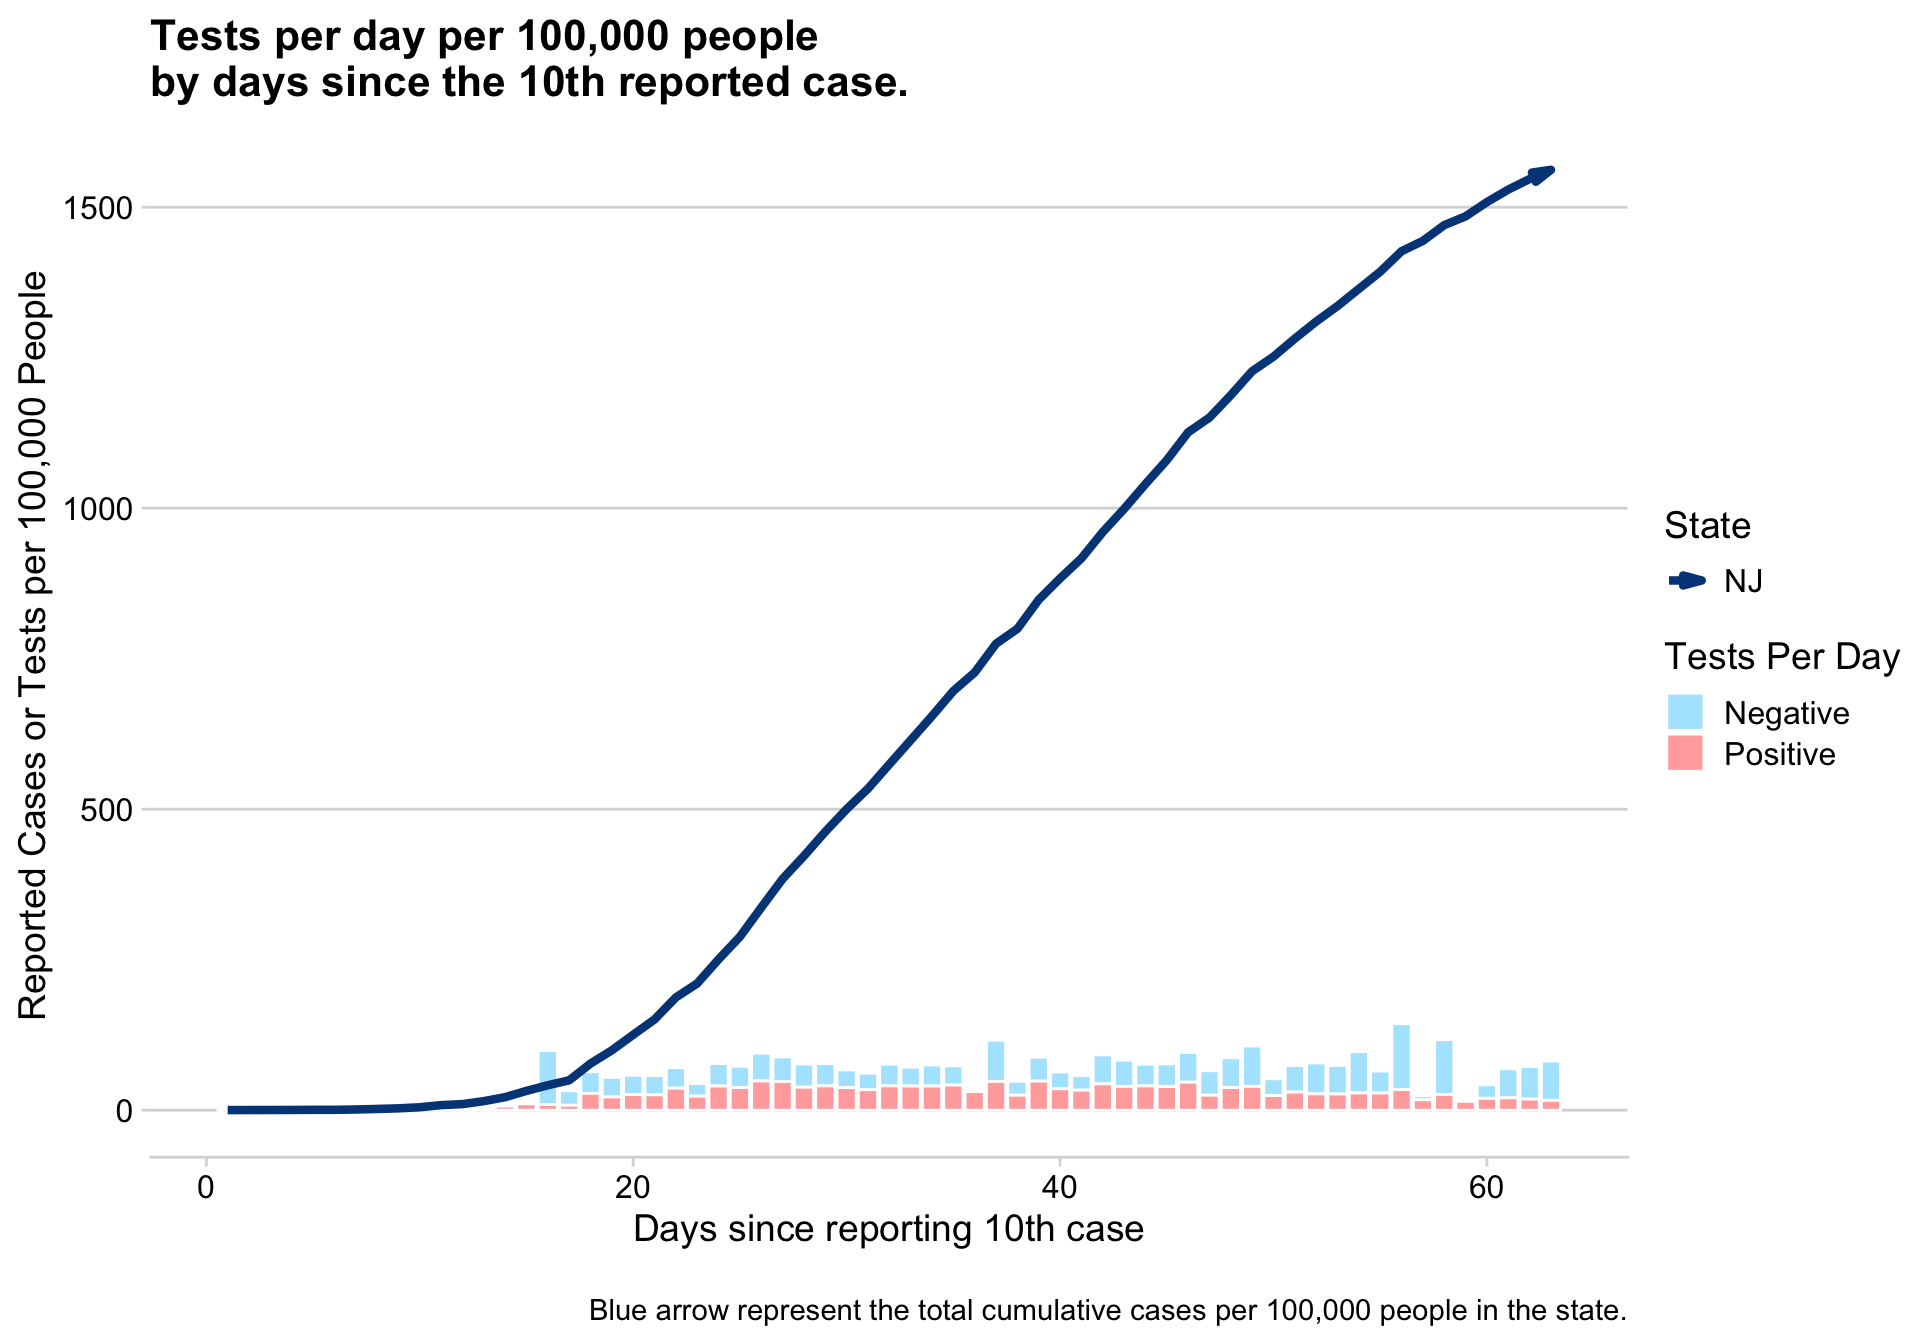 Tests per day per 100,000 people
by days since the 10th reported case.
Reported Cases or Tests per 100,000 People
1500
1000
500
0
0
20
40
60
Days since reporting 10th case
State
NJ
Tests Per Day
Negative
Positive
Blue arrow represent the total cumulative cases per 100,000 people in the state.